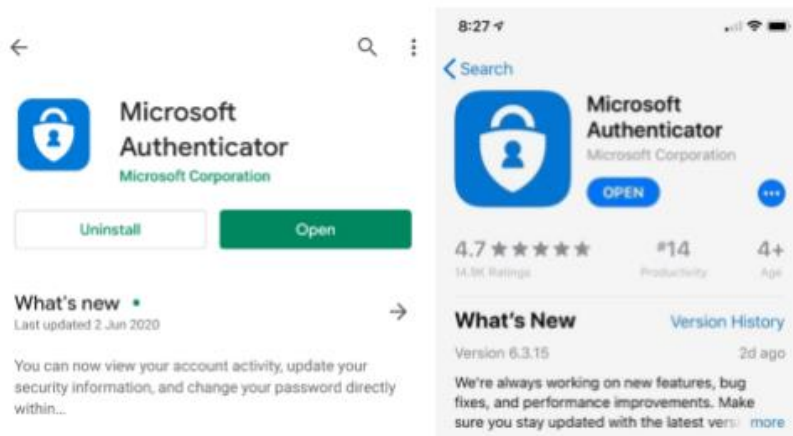 Microsoft
Authenticator
Microsoft Corporation
Uninstall
Open
What's new
Last updated 2 Jun 2020
You can now view your account activity, update your
security information, and change your password directly
within...
8:27
Search
Microsoft
Authenticator
Microsoft Corporation
OPEN
4.7
#14
4+
14.9K Ratings
Productivity
Age
What's New
Version History
Version 6.3.15
2d ago
We're always working on new features, bug
fixes, and performance improvements. Make
sure you stay updated with the latest vers more